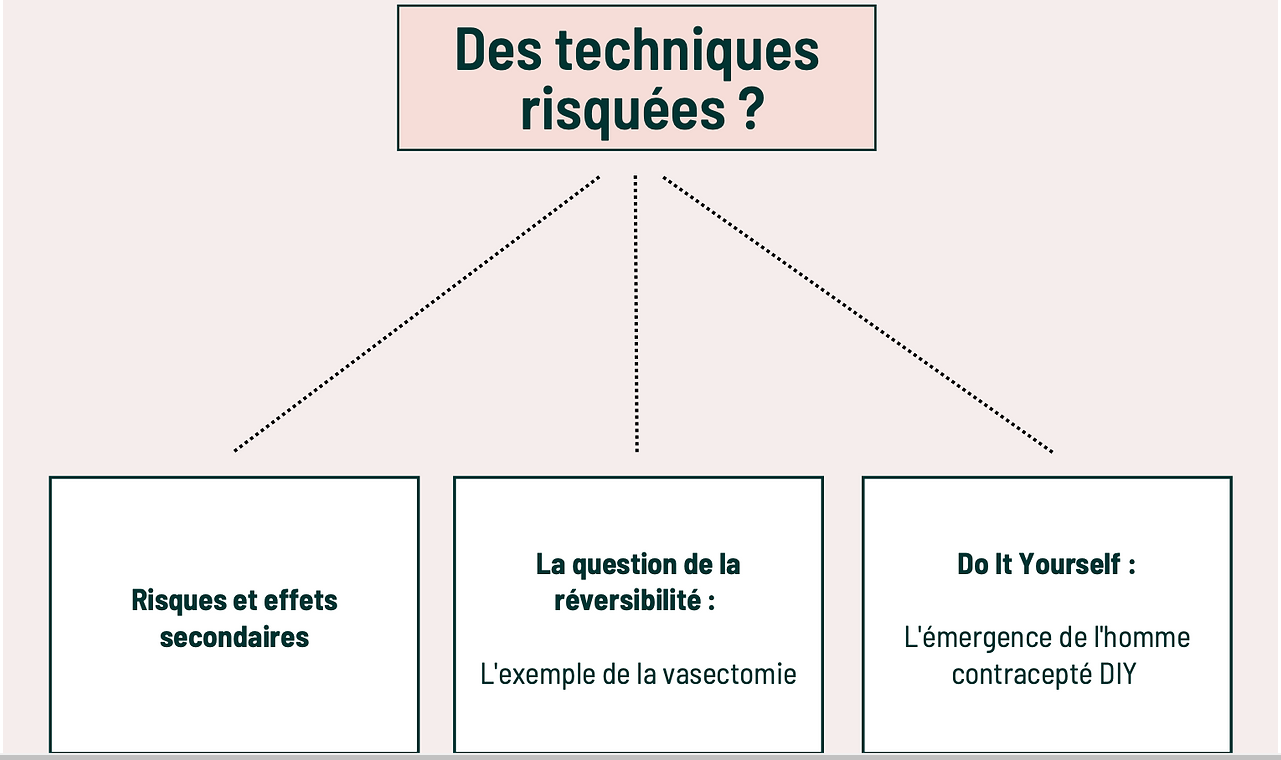 Des techniques
risquées ?
Risques et effets
secondaires
La question de la
réversibilité :
L'exemple de la vasectomie
Do It Yourself :
L'émergence de l'homme
contracepté DIY